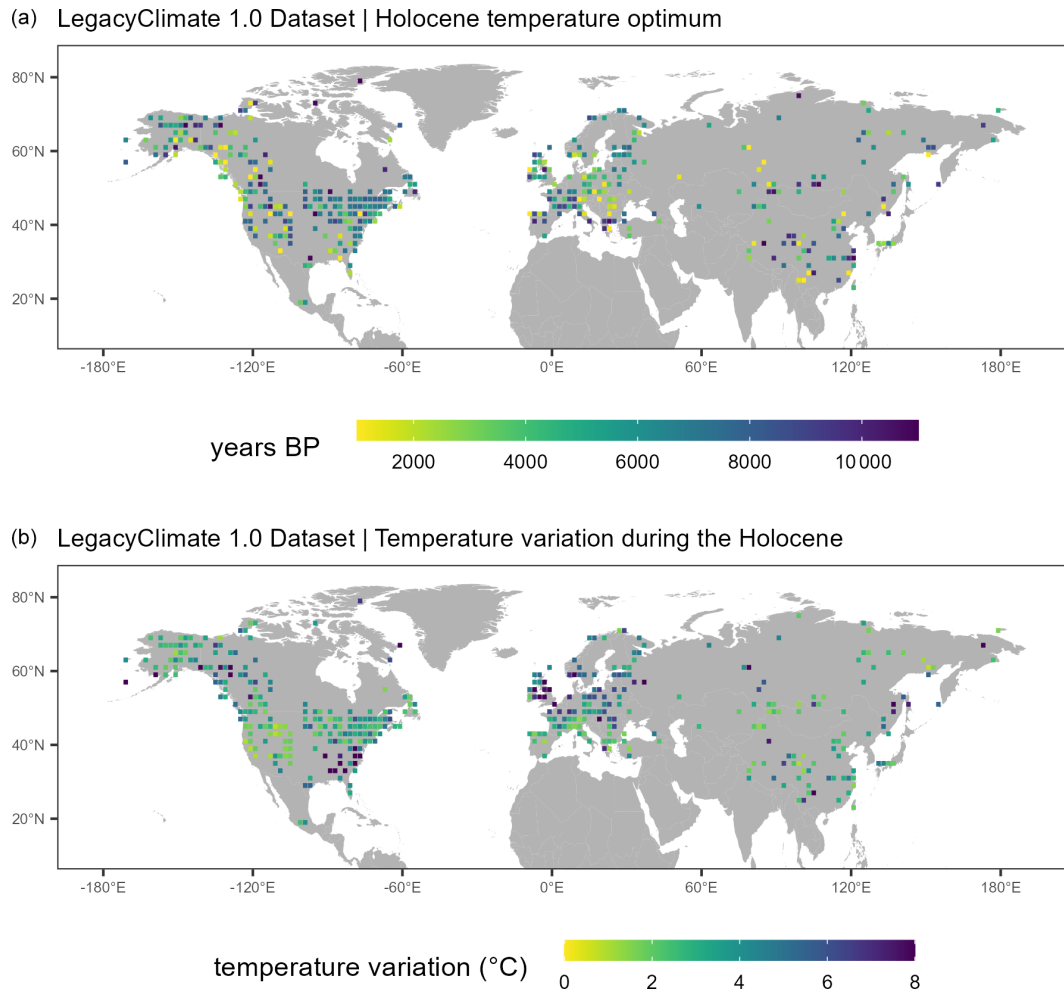 (a) LegacyClimate 1.0 Dataset | Holocene temperature optimum
80°N
60°N
40°N
20°N
-180°E -120°E -60°E 0°E 60°E 120°E 180°E
years BP
2000 4000 6000 8000 10000
(b) LegacyClimate 1.0 Dataset | Temperature variation during the Holocene
80°N
60°N
40°N
20°N
-180°E -120°E -60°E 0°E 60°E 120°E 180°E
temperature variation (°C)
0 2 4 6 8